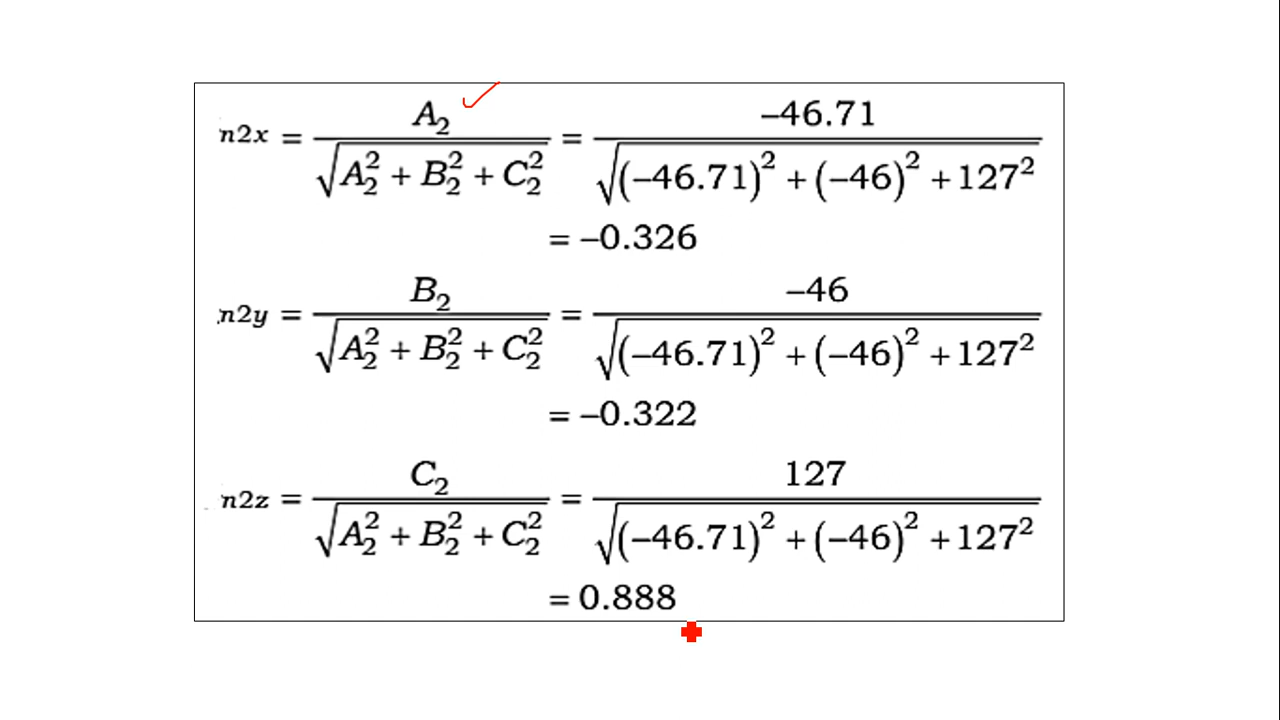 n2x = A₂ / √(A₂² + B₂² + C₂²) = –46.71 / √((–46.71)² + (–46)² + 127²)
= –0.326
n2y = B₂ / √(A₂² + B₂² + C₂²) = –46 / √((–46.71)² + (–46)² + 127²)
= –0.322
n2z = C₂ / √(A₂² + B₂² + C₂²) = 127 / √((–46.71)² + (–46)² + 127²)
= 0.888